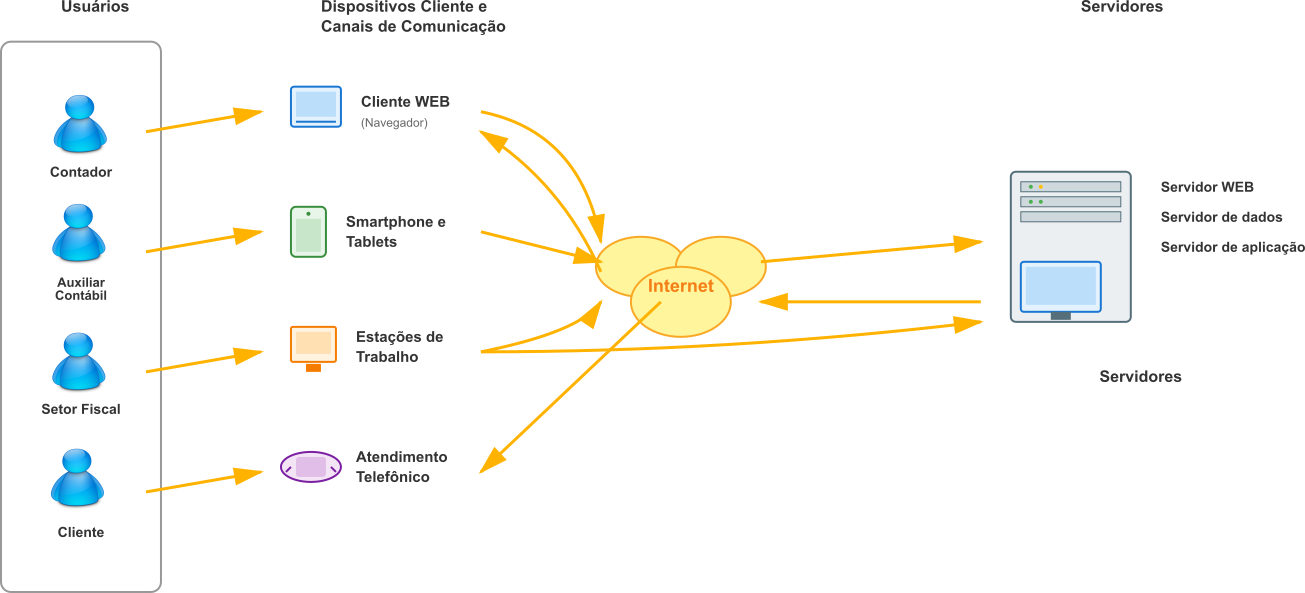 Usuários
Dispositivos Cliente e
Canais de Comunicação
Servidores
Contador
Auxiliar
Contábil
Setor Fiscal
Cliente
Cliente WEB
(Navegador)
Smartphone e
Tablets
Estações de
Trabalho
Atendimento
Telefônico
Internet
Servidor WEB
Servidor de dados
Servidor de aplicação
Servidores